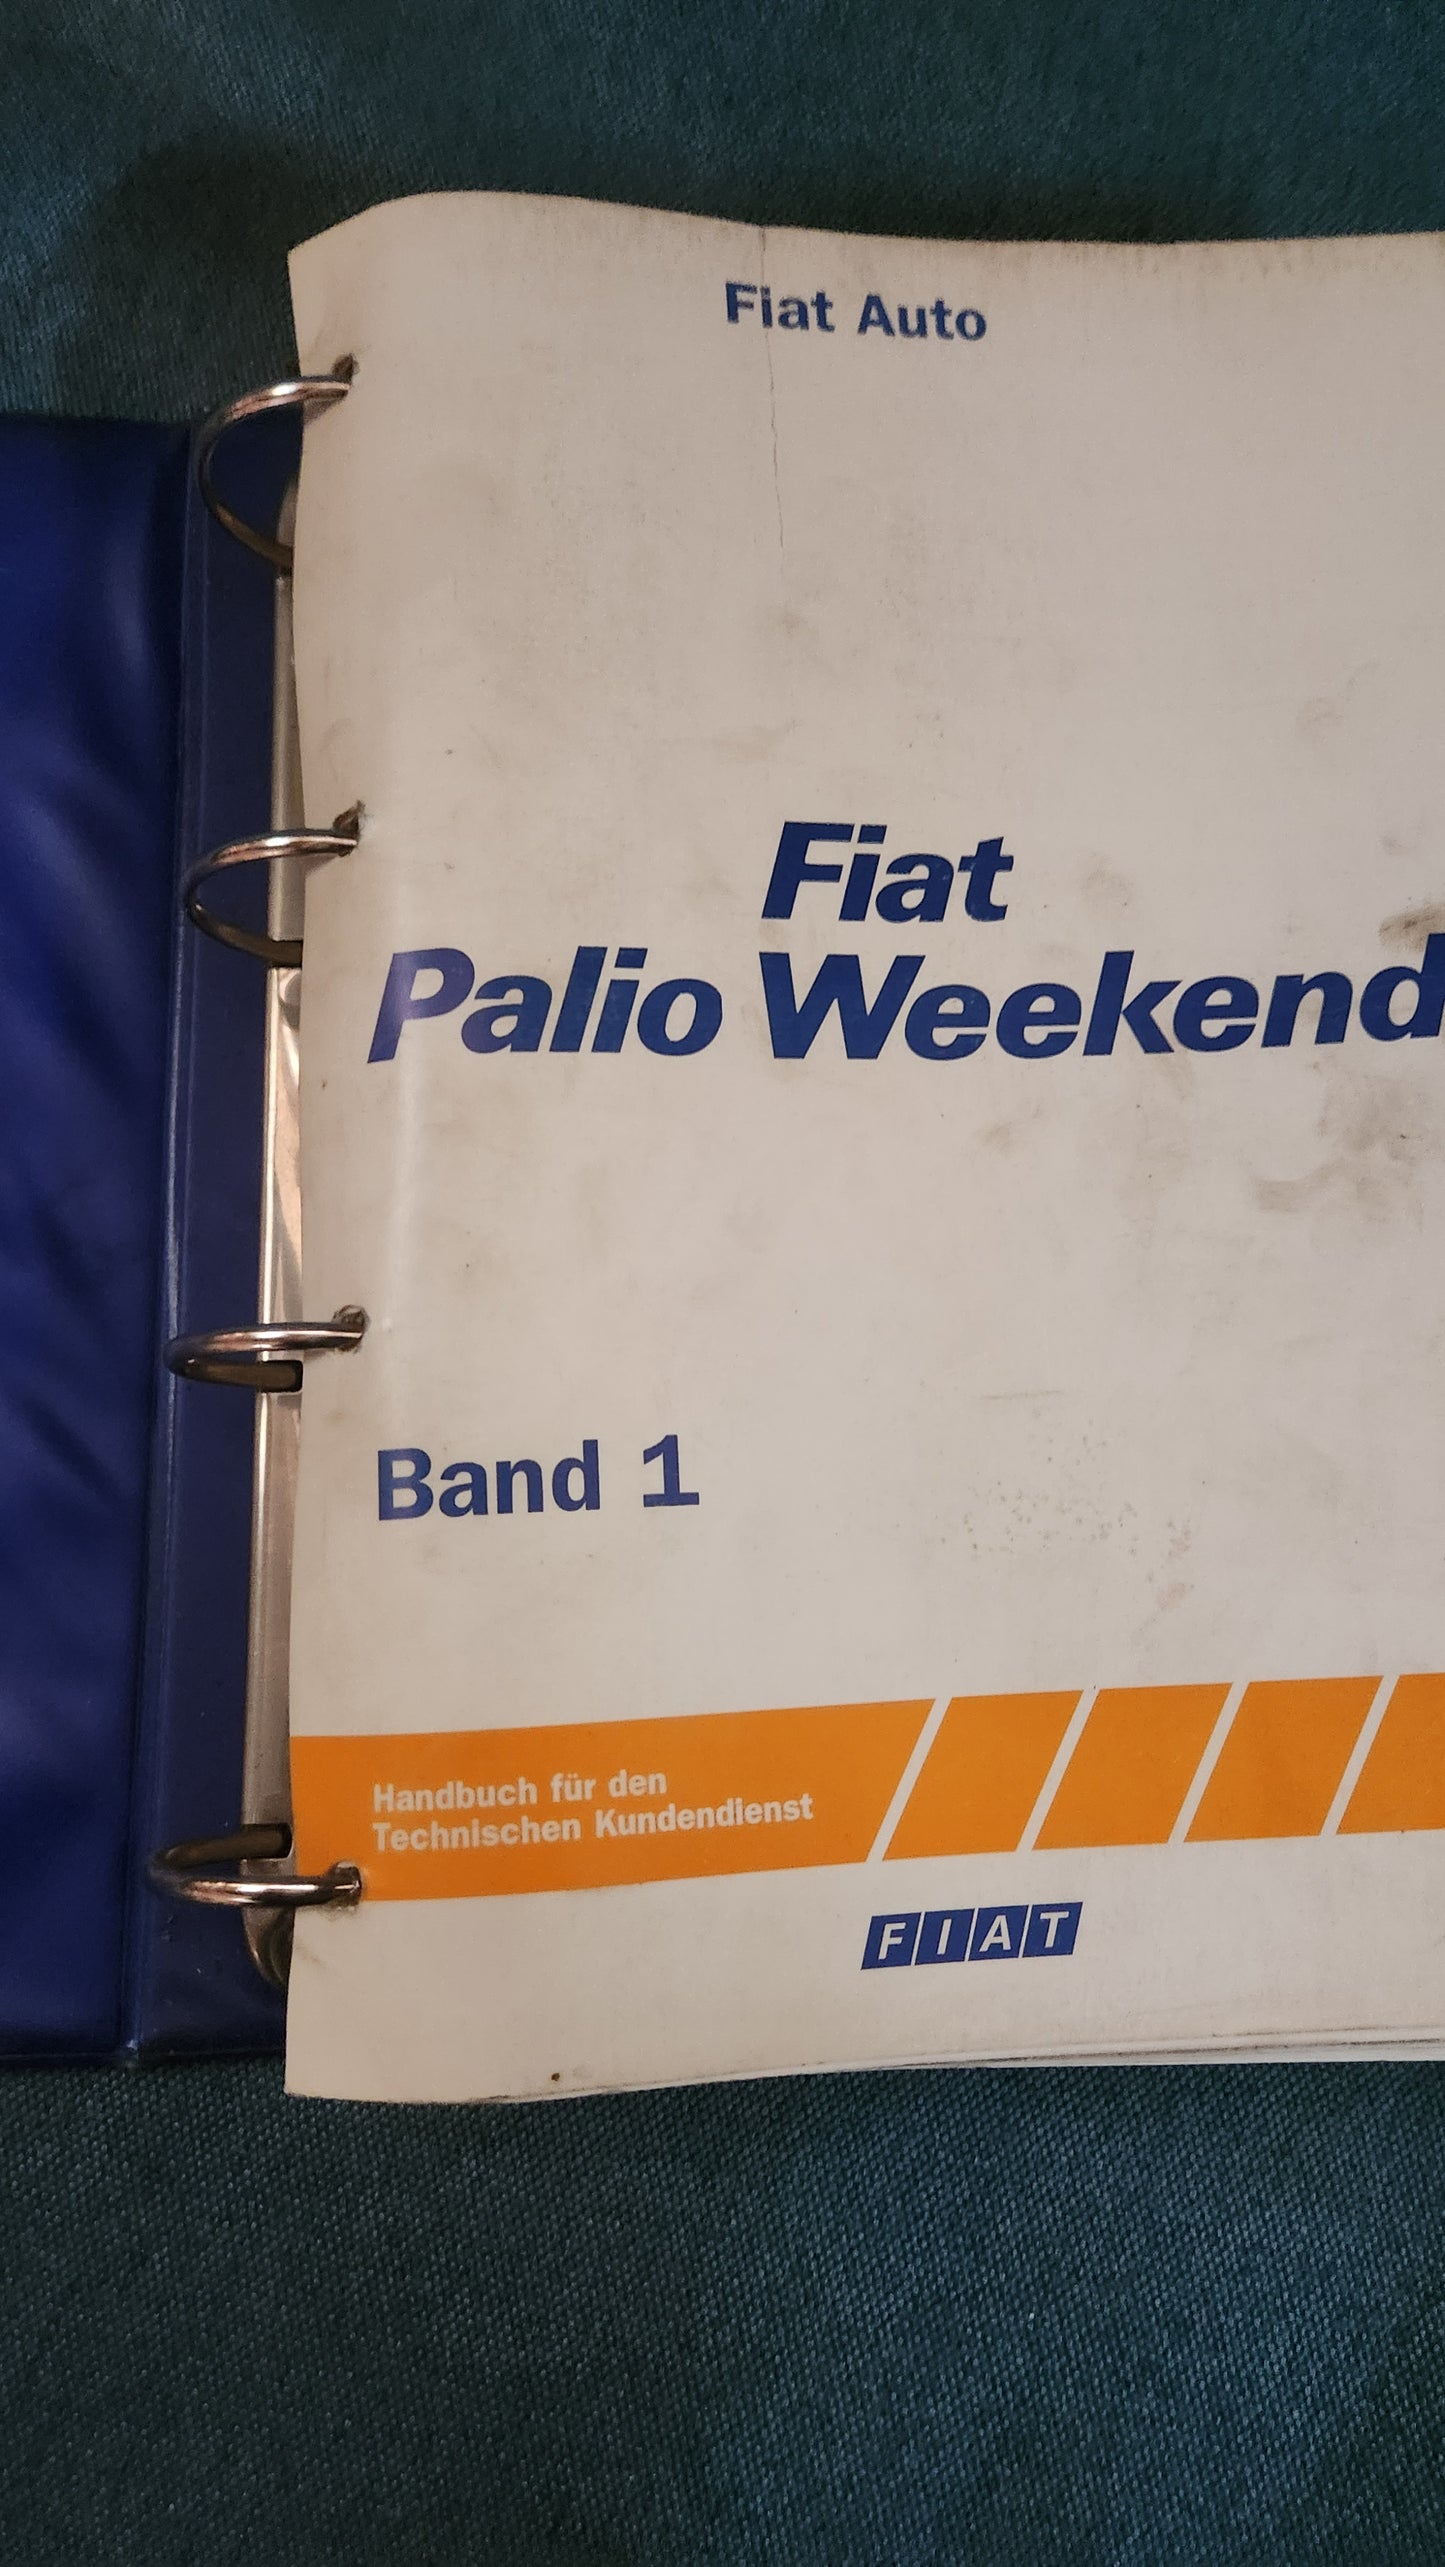 Fiat Auto
Fiat
Palio Weekend
Band 1
Handbuch für den
Technischen Kundendienst
FIAT